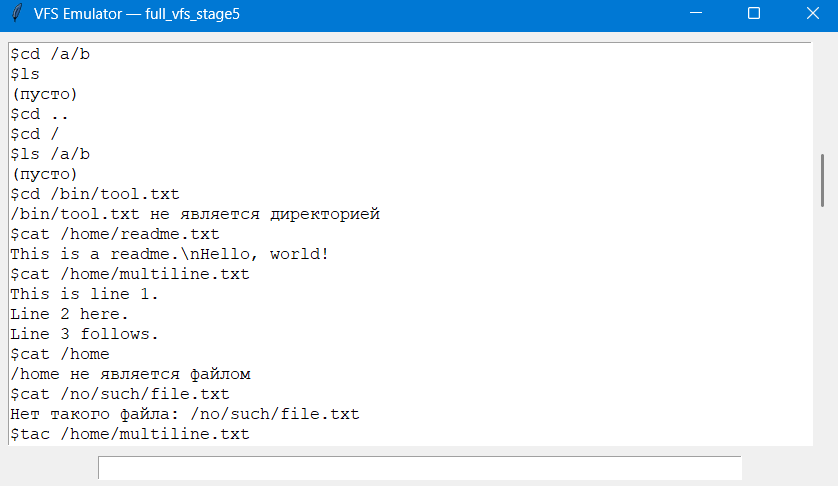 VFS Emulator — full_vfs_stage5
$cd /a/b
$ls
(пусто)
$cd ..
$cd /
$ls /a/b
(пусто)
$cd /bin/tool.txt
/bin/tool.txt не является директорией
$cat /home/readme.txt
This is a readme.\nHello, world!
$cat /home/multiline.txt
This is line 1.
Line 2 here.
Line 3 follows.
$cat /home
/home не является файлом
$cat /no/such/file.txt
Нет такого файла: /no/such/file.txt
$tac /home/multiline.txt